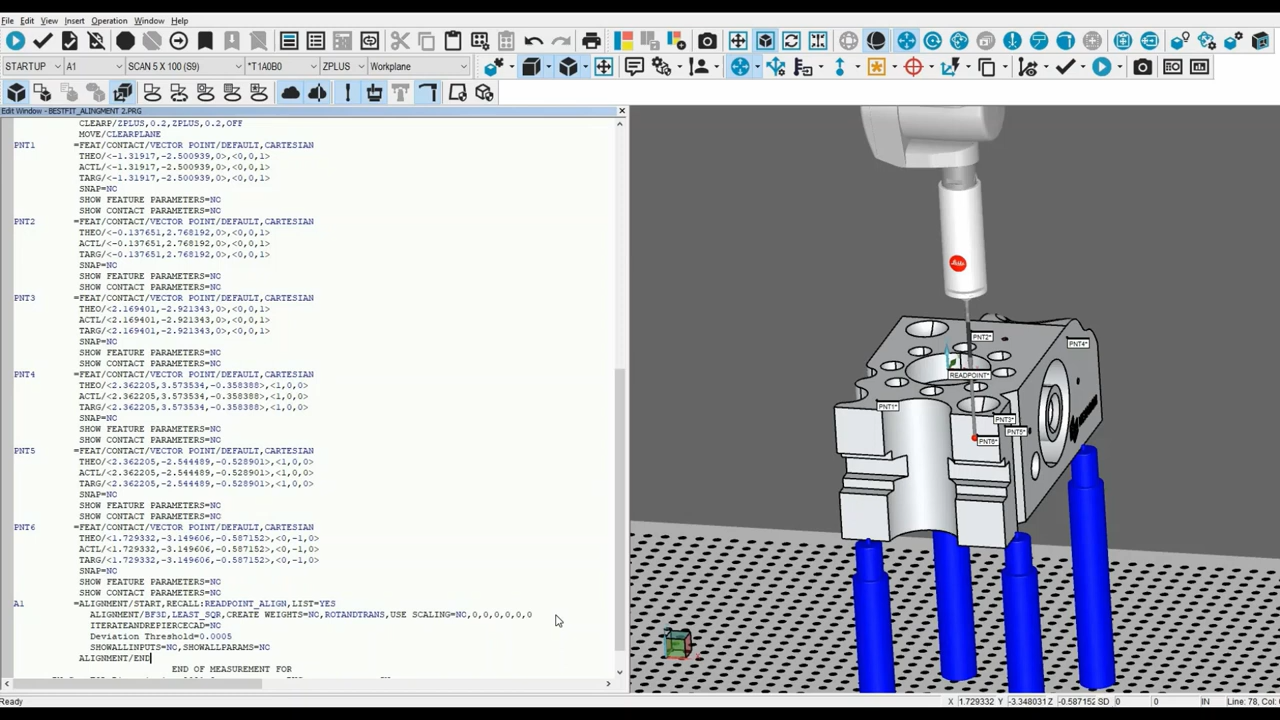 File Edit View Insert Operation Window Help
STARTUP A1 SCAN 5 X 100 (S9) *T1A0B0 ZPLUS Workplane
Edit Window - BESTFIT_ALINGMENT 2.PRG
CLEARP/ZPLUS,0.2,ZPLUS,0.2,OFF
MOVE/CLEARPLANE
PNT1 =FEAT/CONTACT/VECTOR POINT/DEFAULT,CARTESIAN
THEO/<-1.31917,-2.500939,0>,<0,0,1>
ACTL/<-1.31917,-2.500939,0>,<0,0,1>
TARG/<-1.31917,-2.500939,0>,<0,0,1>
SNAP=NO
SHOW FEATURE PARAMETERS=NO
SHOW CONTACT PARAMETERS=NO
PNT2 =FEAT/CONTACT/VECTOR POINT/DEFAULT,CARTESIAN
THEO/<-0.137651,2.768192,0>,<0,0,1>
ACTL/<-0.137651,2.768192,0>,<0,0,1>
TARG/<-0.137651,2.768192,0>,<0,0,1>
SNAP=NO
SHOW FEATURE PARAMETERS=NO
SHOW CONTACT PARAMETERS=NO
PNT3 =FEAT/CONTACT/VECTOR POINT/DEFAULT,CARTESIAN
THEO/<2.169401,-2.921343,0>,<0,0,1>
ACTL/<2.169401,-2.921343,0>,<0,0,1>
TARG/<2.169401,-2.921343,0>,<0,0,1>
SNAP=NO
SHOW FEATURE PARAMETERS=NO
SHOW CONTACT PARAMETERS=NO
PNT4 =FEAT/CONTACT/VECTOR POINT/DEFAULT,CARTESIAN
THEO/<2.362205,3.573534,-0.358388>,<1,0,0>
ACTL/<2.362205,3.573534,-0.358388>,<1,0,0>
TARG/<2.362205,3.573534,-0.358388>,<1,0,0>
SNAP=NO
SHOW FEATURE PARAMETERS=NO
SHOW CONTACT PARAMETERS=NO
PNT5 =FEAT/CONTACT/VECTOR POINT/DEFAULT,CARTESIAN
THEO/<2.362205,-2.544489,-0.528901>,<1,0,0>
ACTL/<2.362205,-2.544489,-0.528901>,<1,0,0>
TARG/<2.362205,-2.544489,-0.528901>,<1,0,0>
SNAP=NO
SHOW FEATURE PARAMETERS=NO
SHOW CONTACT PARAMETERS=NO
PNT6 =FEAT/CONTACT/VECTOR POINT/DEFAULT,CARTESIAN
THEO/<1.729332,-3.149606,-0.587152>,<0,-1,0>
ACTL/<1.729332,-3.149606,-0.587152>,<0,-1,0>
TARG/<1.729332,-3.149606,-0.587152>,<0,-1,0>
SNAP=NO
SHOW FEATURE PARAMETERS=NO
SHOW CONTACT PARAMETERS=NO
A1 =ALIGNMENT/START,RECALL:READPOINT_ALIGN,LIST=YES
ALIGNMENT/BF3D,LEAST_SQR,CREATE WEIGHTS=NO,ROTANDTRANS,USE SCALING=NO,0,0,0,0,0,0
ITERATEANDREPIERCECAD=NO
Deviation Threshold=0.0005
SHOWALLINPUTS=NO,SHOWALLPARAMS=NO
ALIGNMENT/END
END OF MEASUREMENT FOR
PNT2*
PNT4*
READPOINT*
PNT1*
PNT3*
PNT5*
PNT6*
Ready X 1.729332 Y -3.348031 Z -0.587152 SD 0 0 IN Line: 78, Col: